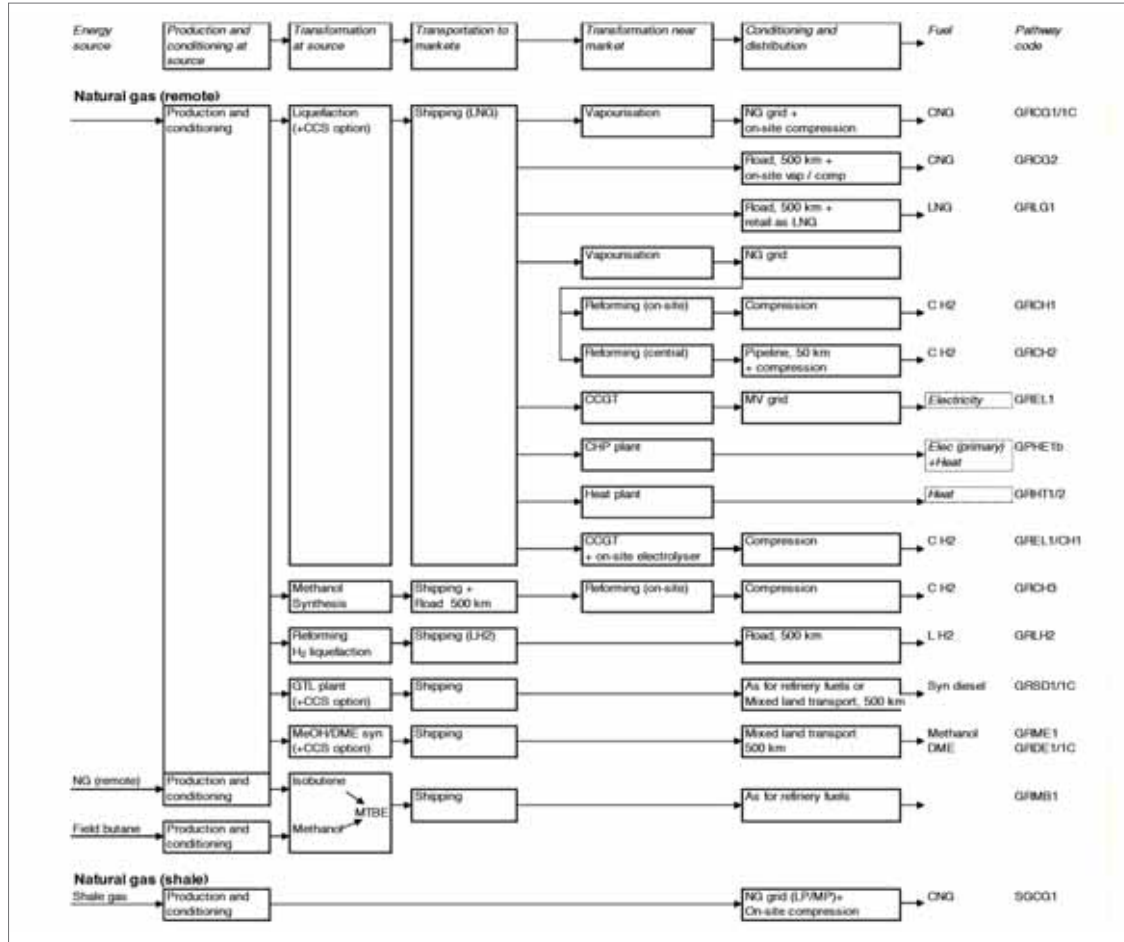 Energy source
Production and conditioning at source
Transformation at source
Transportation to markets
Transformation near market
Conditioning and distribution
Fuel
Pathway code
Natural gas (remote)
Production and conditioning
Liquefaction (+CCS option)
Shipping (LNG)
Vapourisation
NG grid + on-site compression
CNG
GRCG1/1C
Road, 500 km + on-site vap / comp
CNG
GRCG2
Road, 500 km + retail as LNG
LNG
GRLG1
Vapourisation
NG grid
Reforming (on-site)
Compression
C H2
GRCH1
Reforming (central)
Pipeline, 50 km + compression
C H2
GRCH2
CCGT
MV grid
Electricity
GREL1
CHP plant
Elec (primary) +Heat
GPHE1b
Heat plant
Heat
GRHT1/2
CCGT + on-site electrolyser
Compression
C H2
GREL1/CH1
Methanol Synthesis
Shipping + Road 500 km
Reforming (on-site)
Compression
C H2
GRCH3
Reforming H₂ liquefaction
Shipping (LH2)
Road, 500 km
L H2
GRLH2
GTL plant (+CCS option)
Shipping
As for refinery fuels or Mixed land transport, 500 km
Syn diesel
GRSD1/1C
MeOH/DME syn (+CCS option)
Shipping
Mixed land transport 500 km
Methanol
DME
GRME1
GRDE1/1C
NG (remote)
Production and conditioning
Isobutene
MTBE
Methanol
Shipping
As for refinery fuels
GRMB1
Field butane
Production and conditioning
Natural gas (shale)
Shale gas
Production and conditioning
NG grid (LP/MP)+ On-site compression
CNG
SGCG1